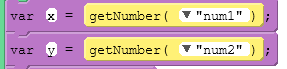 var x = getNumber( ▼ "num1" );
var y = getNumber( ▼ "num2" );